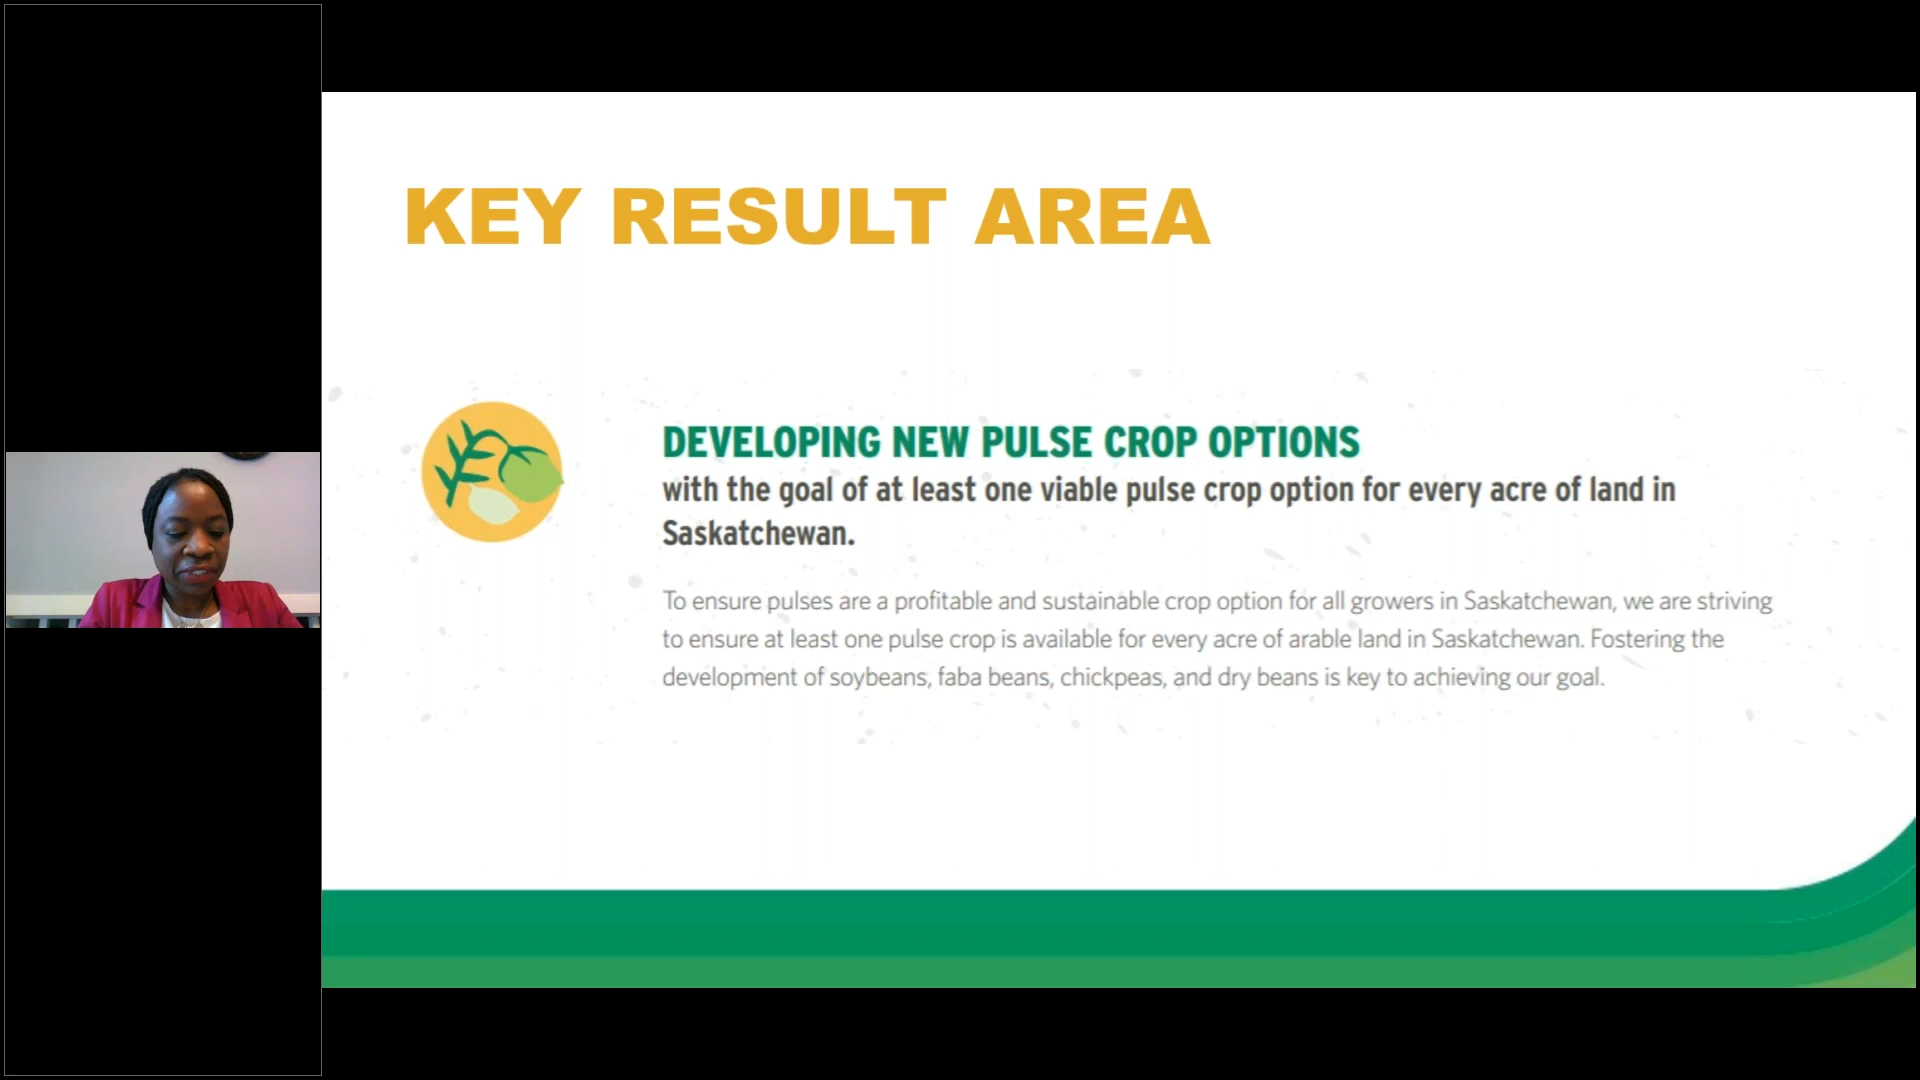 KEY RESULT AREA
DEVELOPING NEW PULSE CROP OPTIONS
with the goal of at least one viable pulse crop option for every acre of land in
Saskatchewan.
To ensure pulses are a profitable and sustainable crop option for all growers in Saskatchewan, we are striving
to ensure at least one pulse crop is available for every acre of arable land in Saskatchewan. Fostering the
development of soybeans, faba beans, chickpeas, and dry beans is key to achieving our goal.